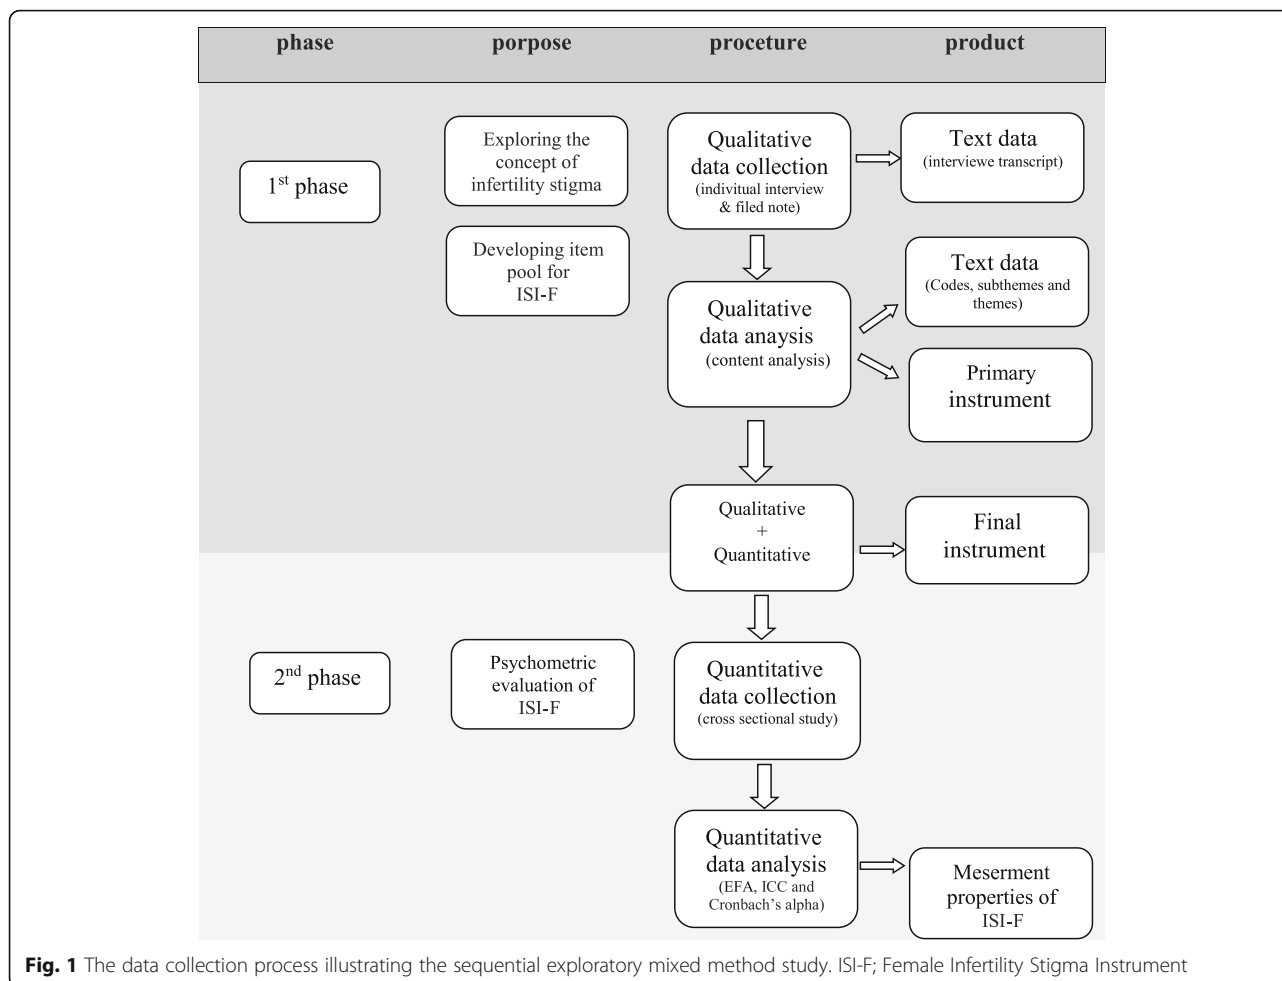 phase porpose proceture product
1st phase
Exploring the
concept of
infertility stigma
Developing item
pool for
ISI-F
Qualitative
data collection
(indivitual interview
& filed note)
Text data
(interviewe transcript)
Qualitative
data anaysis
(content analysis)
Text data
(Codes, subthemes and
themes)
Primary
instrument
Qualitative
+
Quantitative
Final
instrument
2nd phase
Psychometric
evaluation of
ISI-F
Quantitative
data collection
(cross sectional study)
Quantitative
data analysis
(EFA, ICC and
Cronbach's alpha)
Meserment
properties of
ISI-F
Fig. 1 The data collection process illustrating the sequential exploratory mixed method study. ISI-F; Female Infertility Stigma Instrument